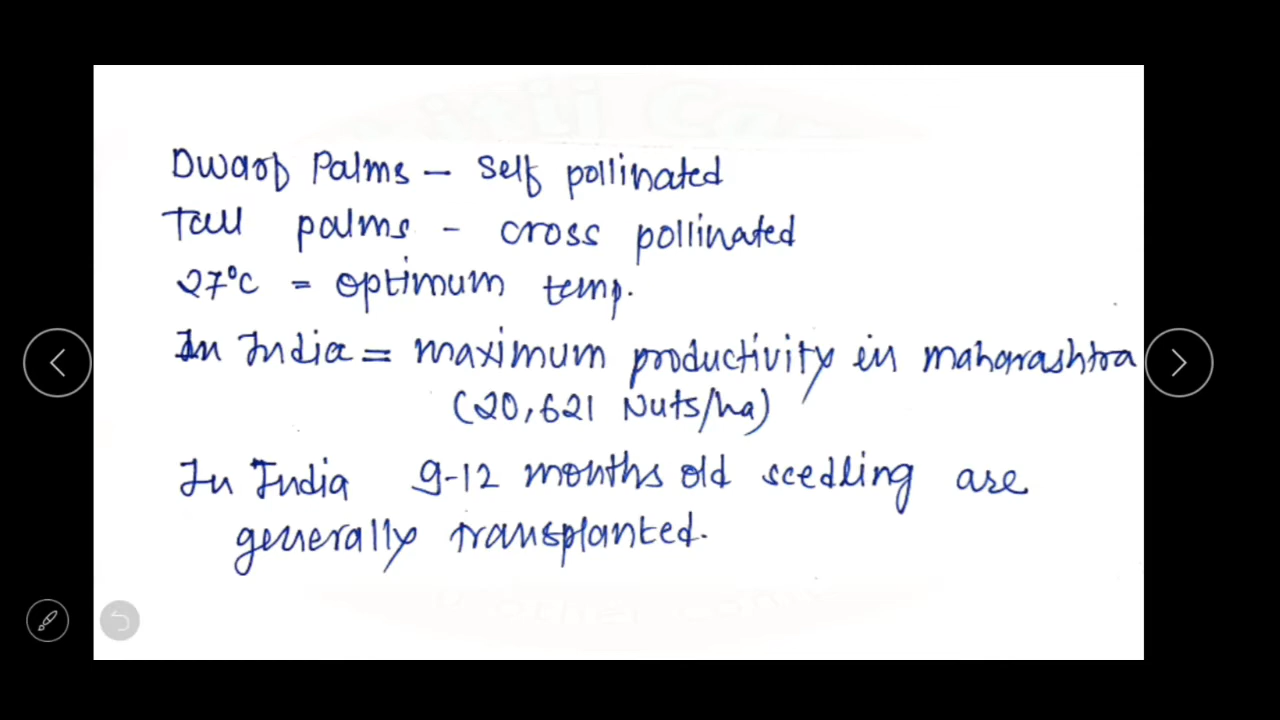 Dwarf Palms - Self pollinated
Tall palms - cross pollinated
27°c = optimum temp.
In India = maximum productivity in maharashtra
(20,621 Nuts/ha)
In India 9-12 months old seedling are
generally transplanted.